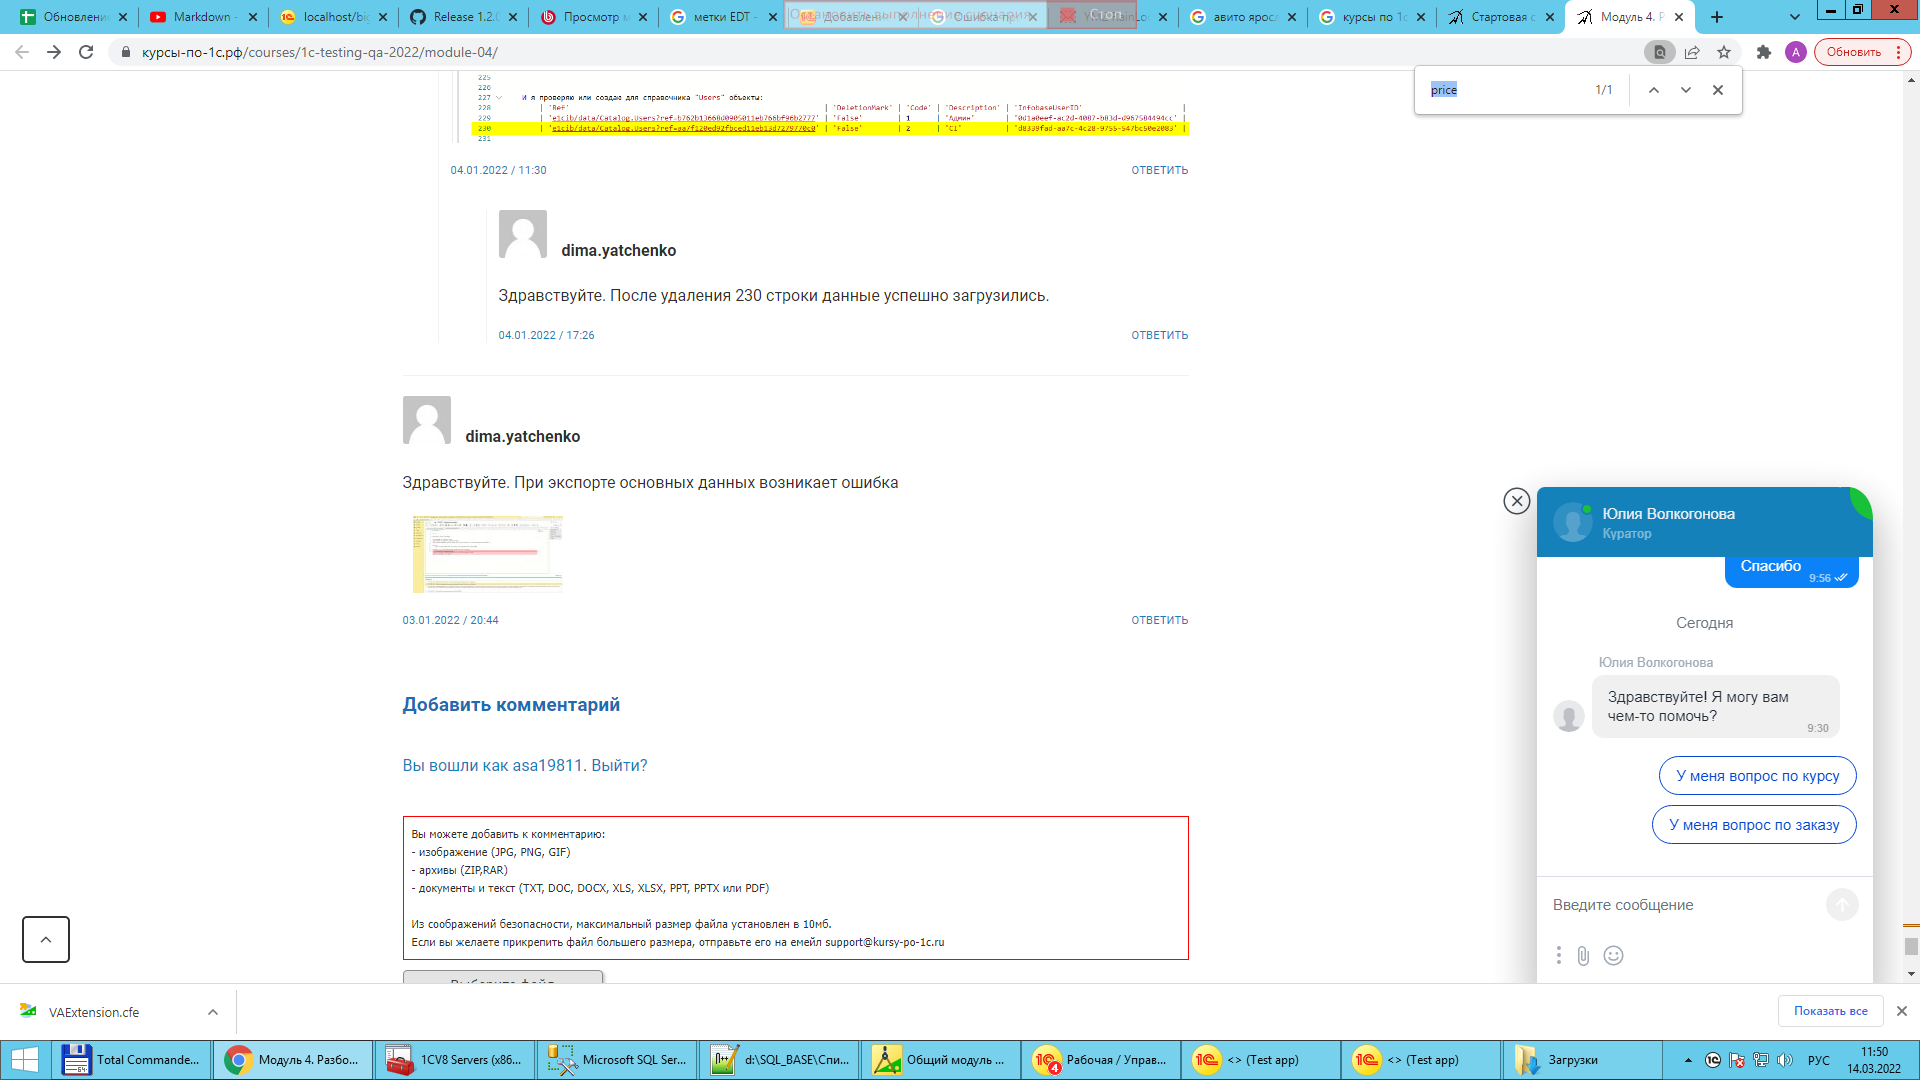 Обновлени
Markdown -
localhost/big
Release 1.2.0
Просмотр м
метки EDT -
Добавлени
Ошибка пр
Стоп
авито яросл
курсы по 1с
Стартовая с
Модуль 4. Р
курсы-по-1с.рф/courses/1c-testing-qa-2022/module-04/
Обновить
price
1/1
225
226
227 И я проверяю или создаю для справочника "Users" объекты:
228 | 'Ref' | 'DeletionMark' | 'Code' | 'Description' | 'InfobaseUserID' |
229 | 'e1cib/data/Catalog.Users?ref=b762b13668d0905011eb766bf96b2777' | 'False' | 1 | "Админ" | '0d1a0eef-ac2d-4087-b83d-d967584494cc' |
230 | 'e1cib/data/Catalog.Users?ref=aa7f120ed92fbced11eb13d7279770c0' | 'False' | 2 | "CI" | 'd8339fad-aa7c-4c28-9755-547bc50e2083' |
231
04.01.2022 / 11:30
ОТВЕТИТЬ
dima.yatchenko
Здравствуйте. После удаления 230 строки данные успешно загрузились.
04.01.2022 / 17:26
ОТВЕТИТЬ
dima.yatchenko
Здравствуйте. При экспорте основных данных возникает ошибка
03.01.2022 / 20:44
ОТВЕТИТЬ
Добавить комментарий
Вы вошли как asa19811. Выйти?
Вы можете добавить к комментарию:
- изображение (JPG, PNG, GIF)
- архивы (ZIP,RAR)
- документы и текст (TXT, DOC, DOCX, XLS, XLSX, PPT, PPTX или PDF)
Из соображений безопасности, максимальный размер файла установлен в 10мб.
Если вы желаете прикрепить файл большего размера, отправьте его на емейл support@kursy-po-1c.ru
Юлия Волкогонова
Куратор
Спасибо
9:56
Сегодня
Юлия Волкогонова
Здравствуйте! Я могу вам
чем-то помочь?
9:30
У меня вопрос по курсу
У меня вопрос по заказу
Введите сообщение
VAExtension.cfe
Показать все
Total Commande...
Модуль 4. Разбо...
1CV8 Servers (x86...
Microsoft SQL Ser...
d:\SQL_BASE\Спи...
Общий модуль ...
4
Рабочая / Управ...
<> (Test app)
<> (Test app)
Загрузки
РУС
11:50
14.03.2022